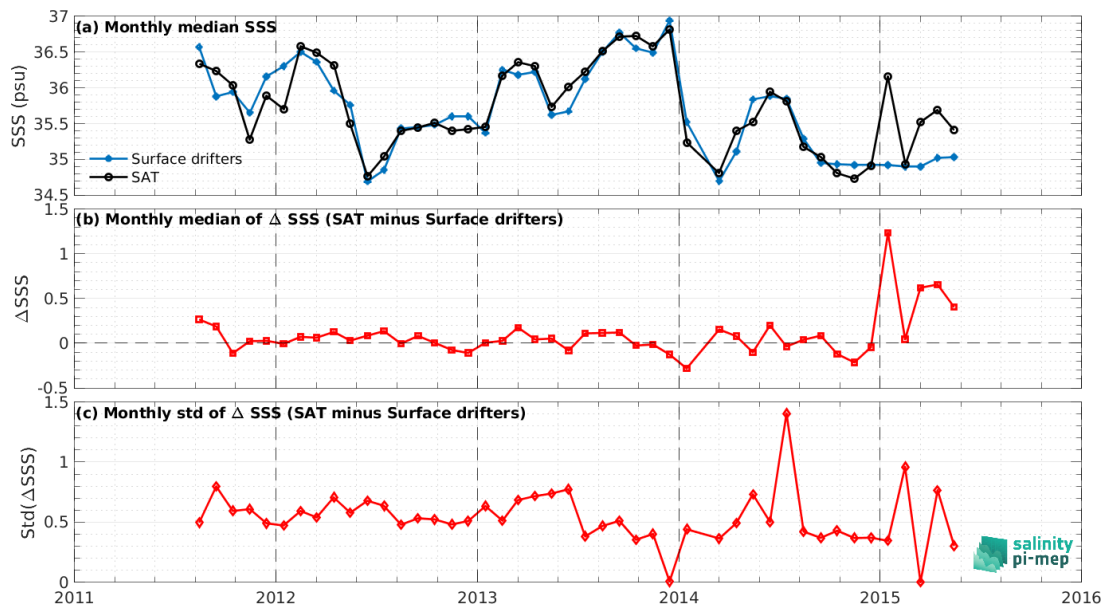 (a) Monthly median SSS
37
36.5
36
35.5
35
34.5
SSS (psu)
Surface drifters
SAT
(b) Monthly median of Δ SSS (SAT minus Surface drifters)
1.5
1
0.5
0
-0.5
ΔSSS
(c) Monthly std of Δ SSS (SAT minus Surface drifters)
1.5
1
0.5
0
Std(ΔSSS)
salinity
pi-mep
2011 2012 2013 2014 2015 2016